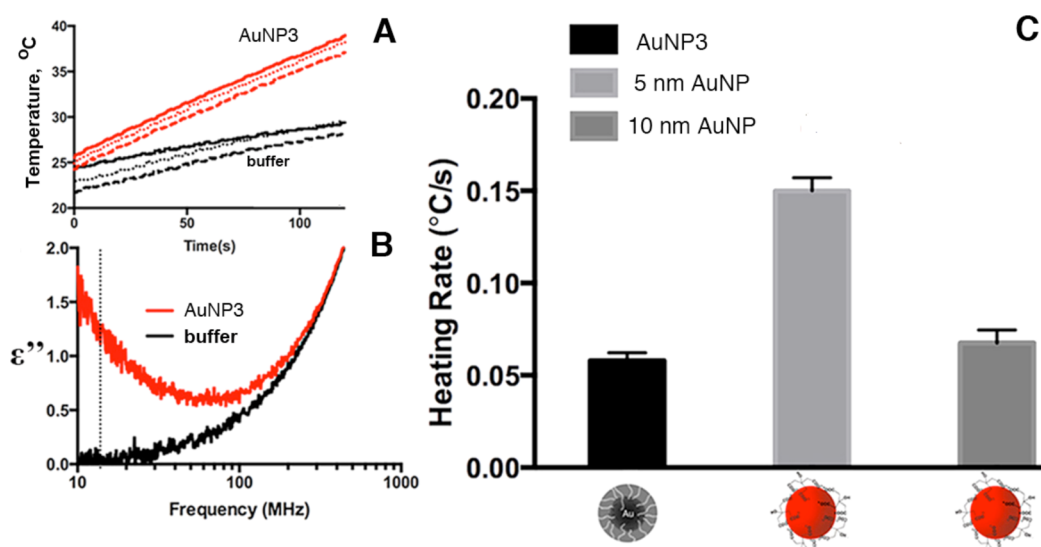 A
AuNP3
buffer
Temperature, °C
40
35
30
25
20
0
50
100
Time(s)
B
2.0
1.5
1.0
0.5
0.0
ε’’
AuNP3
buffer
10
100
1000
Frequency (MHz)
C
AuNP3
5 nm AuNP
10 nm AuNP
Heating Rate (°C/s)
0.20
0.15
0.10
0.05
0.00
Au